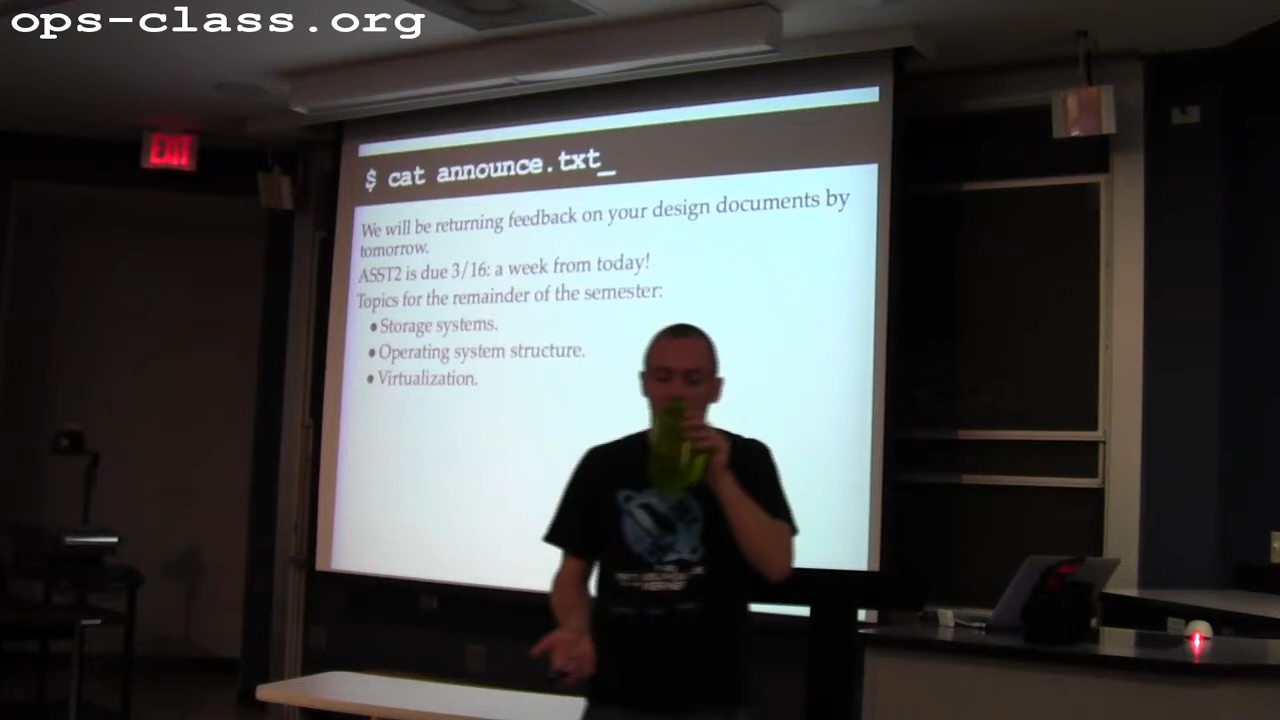 ops-class.org
EXIT
$ cat announce.txt_
We will be returning feedback on your design documents by
tomorrow.
ASST2 is due 3/16: a week from today!
Topics for the remainder of the semester:
• Storage systems.
• Operating system structure.
• Virtualization.